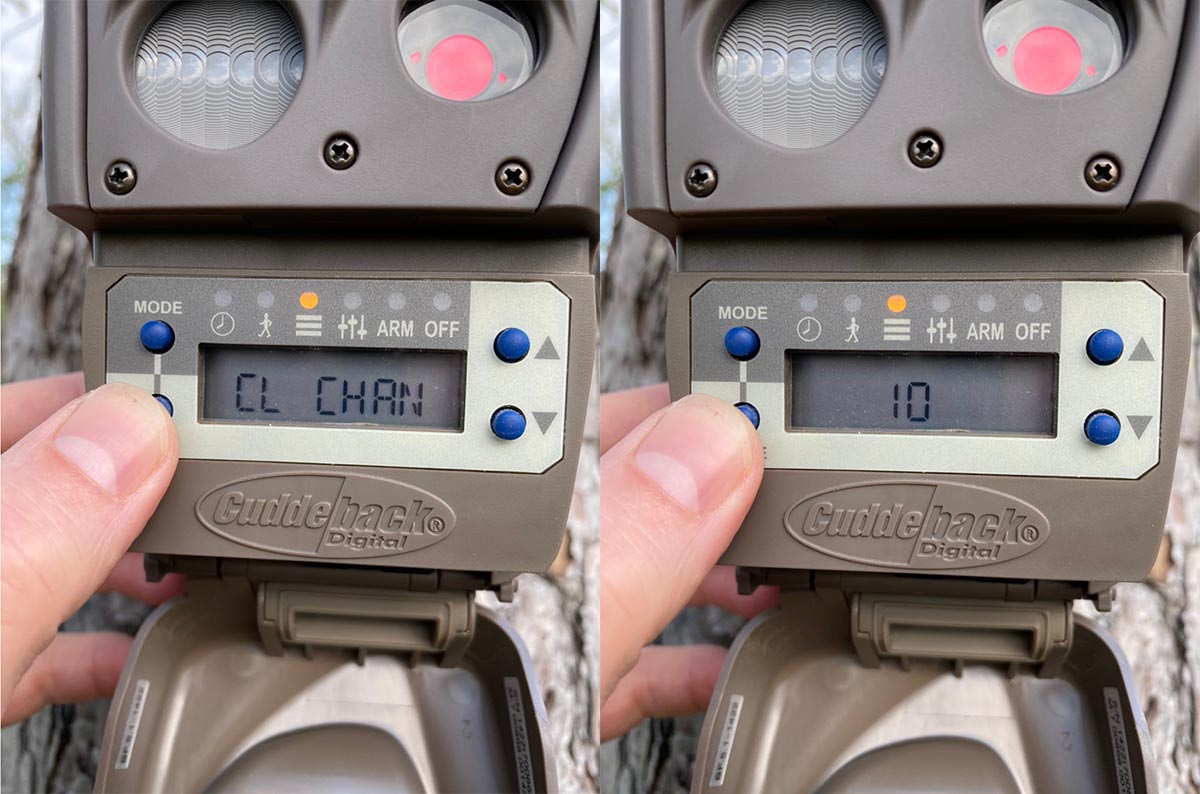 MODE
ARM OFF
CL CHAN
Cuddeback®
Digital
MODE
ARM OFF
10
Cuddeback®
Digital